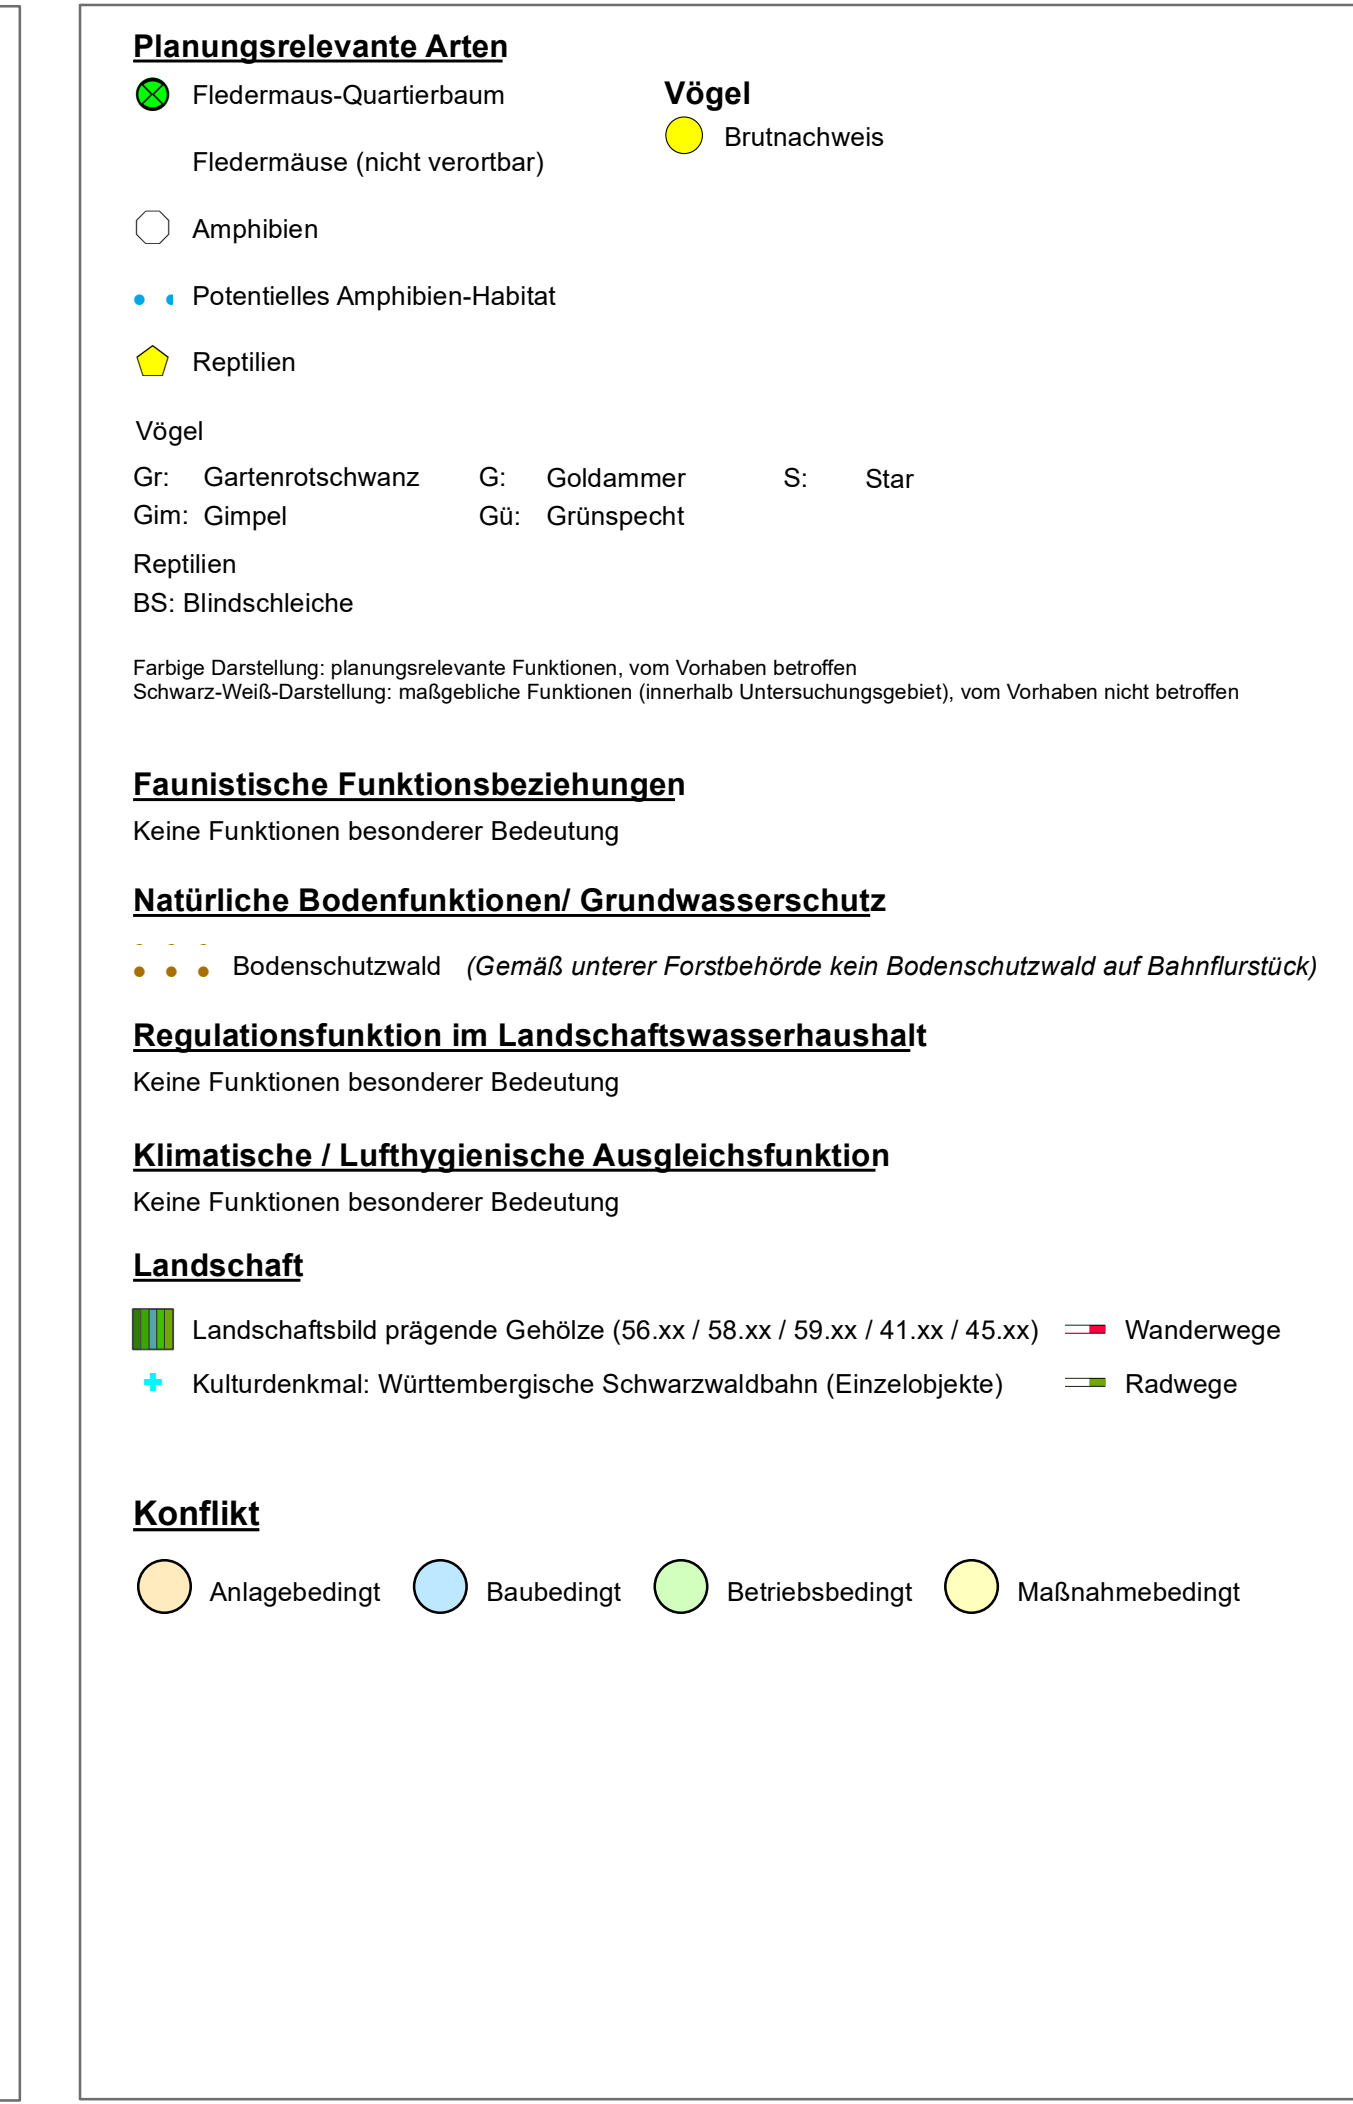 Planungsrelevante Arten
Fledermaus-Quartierbaum
Vögel
Brutnachweis
Fledermäuse (nicht verortbar)
Amphibien
Potentielles Amphibien-Habitat
Reptilien
Vögel
Gr: Gartenrotschwanz G: Goldammer S: Star
Gim: Gimpel Gü: Grünspecht
Reptilien
BS: Blindschleiche
Farbige Darstellung: planungsrelevante Funktionen, vom Vorhaben betroffen
Schwarz-Weiß-Darstellung: maßgebliche Funktionen (innerhalb Untersuchungsgebiet), vom Vorhaben nicht betroffen
Faunistische Funktionsbeziehungen
Keine Funktionen besonderer Bedeutung
Natürliche Bodenfunktionen/ Grundwasserschutz
Bodenschutzwald (Gemäß unterer Forstbehörde kein Bodenschutzwald auf Bahnflurstück)
Regulationsfunktion im Landschaftswasserhaushalt
Keine Funktionen besonderer Bedeutung
Klimatische / Lufthygienische Ausgleichsfunktion
Keine Funktionen besonderer Bedeutung
Landschaft
Landschaftsbild prägende Gehölze (56.xx / 58.xx / 59.xx / 41.xx / 45.xx) Wanderwege
Kulturdenkmal: Württembergische Schwarzwaldbahn (Einzelobjekte) Radwege
Konflikt
Anlagebedingt Baubedingt Betriebsbedingt Maßnahmebedingt